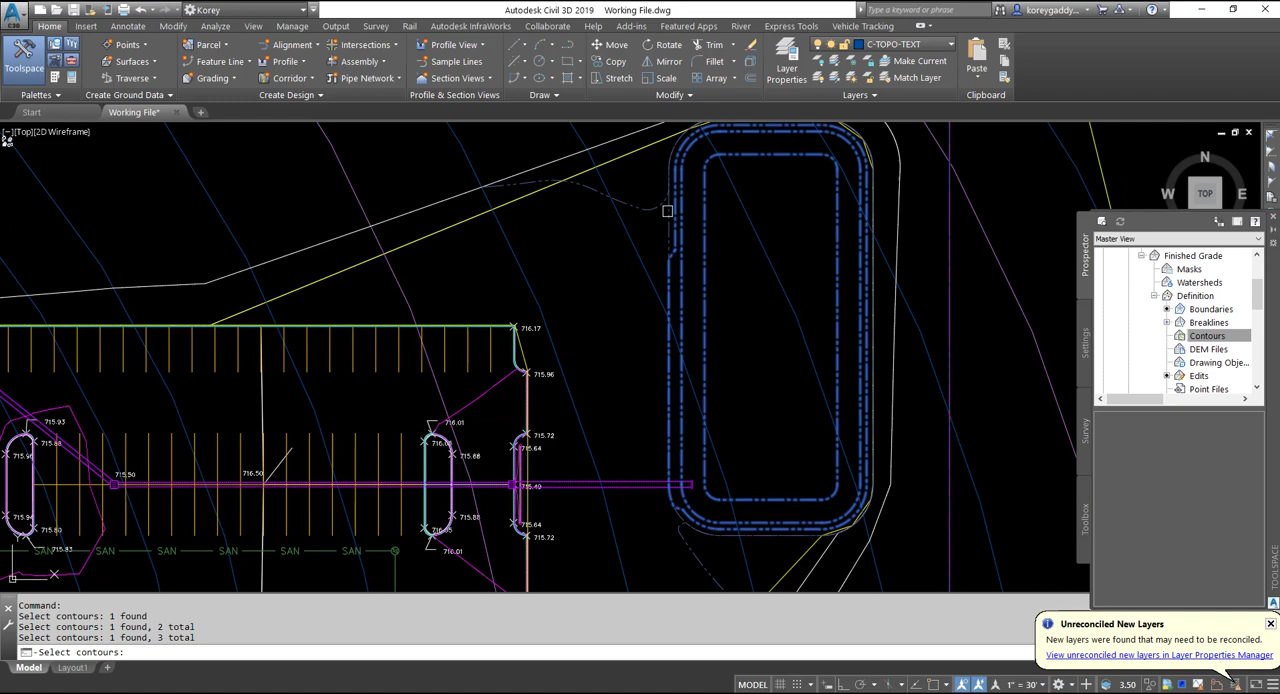 Korey
Autodesk Civil 3D 2019 Working File.dwg
Type a keyword or phrase
koreygaddy...
C3D
Home Insert Annotate Modify Analyze View Manage Output Survey Rail Autodesk InfraWorks Collaborate Help Add-ins Featured Apps River Express Tools Vehicle Tracking
Toolspace
Points
Surfaces
Traverse
Parcel
Feature Line
Grading
Alignment
Profile
Corridor
Intersections
Assembly
Pipe Network
Profile View
Sample Lines
Section Views
Move
Copy
Stretch
Rotate
Mirror
Scale
Trim
Fillet
Array
Layer
Properties
C-TOPO-TEXT
Make Current
Match Layer
Paste
Palettes
Create Ground Data
Create Design
Profile & Section Views
Draw
Modify
Layers
Clipboard
Start
Working File*
[−][Top][2D Wireframe]
N
W TOP E
Prospector
Settings
Survey
Toolbox
TOOLSPACE
Master View
Finished Grade
Masks
Watersheds
Definition
Boundaries
Breaklines
Contours
DEM Files
Drawing Obje...
Edits
Point Files
716.17
715.96
715.93
716.01
715.72
715.64
715.88
716.50
715.50
715.88
715.64
715.72
716.01
715.83
SAN SAN SAN SAN SAN SAN
Y
X
Command:
Select contours: 1 found
Select contours: 1 found, 2 total
Select contours: 1 found, 3 total
Select contours:
Unreconciled New Layers
New layers were found that may need to be reconciled.
View unreconciled new layers in Layer Properties Manager
Model Layout1
MODEL
1" = 30'
3.50